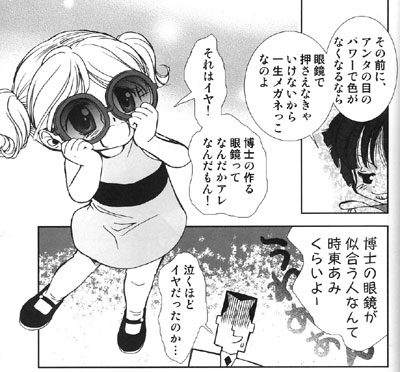 その前に、
アンタの目の
パワーで色が
なくなるなら
眼鏡で
押さえなきゃ
いけないから
一生メガネっこ
なのよ
それはイヤ!
博士の作る
眼鏡って
なんだかアレ
なんだもん!
博士の眼鏡が
似合う人なんて
時東あみ
くらいよー
泣くほど
イヤだったのか…